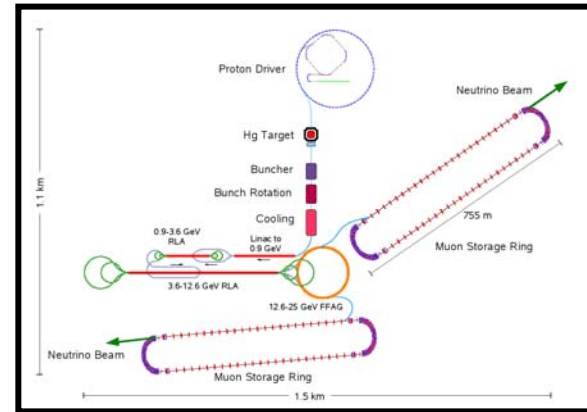 Proton Driver
Neutrino Beam
Hg Target
1.1 km
Buncher
Bunch Rotation
Cooling
755 m
Muon Storage Ring
0.9-3.6 GeV
RLA
Linac to
0.9 GeV
3.6-12.6 GeV RLA
12.6-25 GeV FFAG
Neutrino Beam
Muon Storage Ring
1.5 km